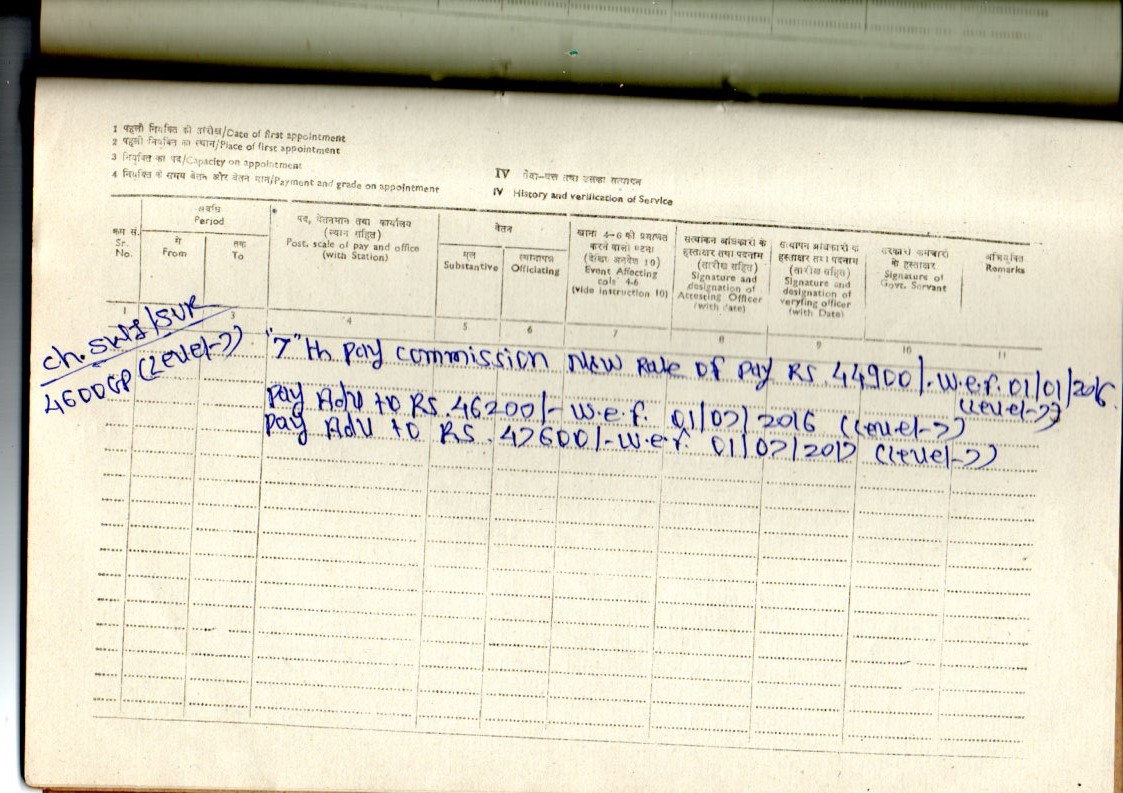 1 पहली नियुक्ति की तारीख/Date of first appointment
2 पहली नियुक्ति का स्थान/Place of first appointment
3 नियुक्ति का पद/Capacity on appointment
4 नियुक्ति के समय वेतन और वेतन मान/Payment and grade on appointment
IV सेवा-वृत्त तथा उसका सत्यापन
IV History and verification of Service
क्रम सं.
Sr.
No.
अवधि
Period
से
From
तक
To
पद, वेतनमान तथा कार्यालय
(स्थान सहित)
Post, scale of pay and office
(with Station)
वेतन
मूल
Substantive
स्थानापन्न
Officiating
खाना 4-6 को प्रभावित
करने वाली घटना
(देखिए अनदेश 10)
Event Affecting
cols 4-6
(vide instruction 10)
सत्यांकन अधिकारी के
हस्ताक्षर तथा पदनाम
(तारीख सहित)
Signature and
designation of
Accesting Officer
(with date)
सत्यापन अधिकारी के
हस्ताक्षर तथा पदनाम
(तारीख सहित)
Signature and
designation of
veryfing officer
(with Date)
सरकारी कर्मचारी
के हस्ताक्षर
Signature of
Govt. Servant
अभियुक्ति
Remarks
1 3 4 5 6 7 8 9 10 11
Ch. SWI/SUR
4600GP (Level-7)
"7"th Pay commission New Rate of Pay Rs. 44900/- w.e.f. 01/01/2016.
(Level-7)
Pay Adv to Rs. 46200/- w.e.f. 01/07/2016 (Level-7)
Pay Adv to Rs. 47600/- w.e.f. 01/07/2017 (Level-7)